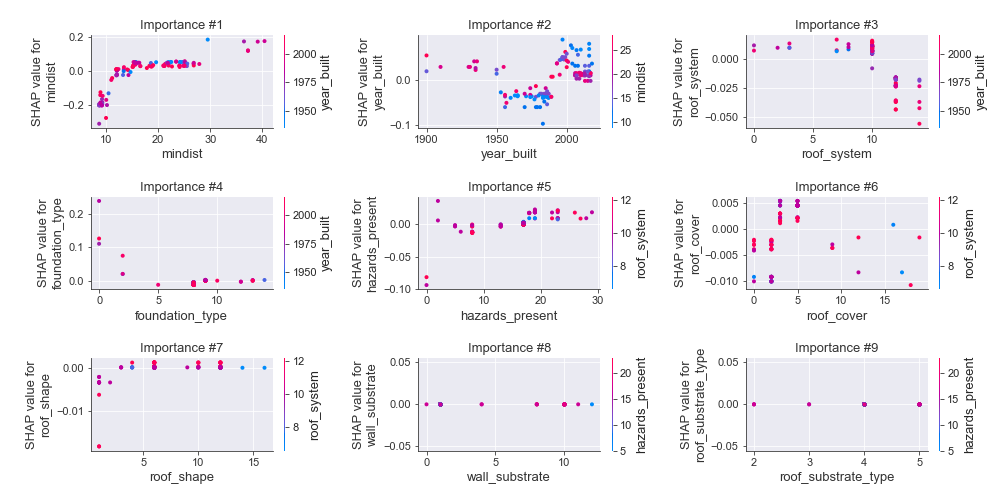 Importance #1
SHAP value for
mindist
0.2
0.0
−0.2
10
20
30
40
mindist
2000
1975
1950
year_built
Importance #2
SHAP value for
year_built
0.0
−0.1
1900
1950
2000
year_built
25
20
15
10
mindist
Importance #3
SHAP value for
roof_system
0.000
−0.025
−0.050
0
5
10
roof_system
2000
1975
1950
year_built
Importance #4
SHAP value for
foundation_type
0.2
0.1
0.0
0
5
10
foundation_type
2000
1975
1950
year_built
Importance #5
SHAP value for
hazards_present
0.00
−0.05
−0.10
0
10
20
30
hazards_present
12
10
8
roof_system
Importance #6
SHAP value for
roof_cover
0.005
0.000
−0.005
−0.010
0
5
10
15
roof_cover
12
10
8
roof_system
Importance #7
SHAP value for
roof_shape
0.00
−0.01
5
10
15
roof_shape
12
10
8
roof_system
Importance #8
SHAP value for
wall_substrate
0.05
0.00
−0.05
0
5
10
wall_substrate
20
15
10
5
hazards_present
Importance #9
SHAP value for
roof_substrate_type
0.05
0.00
−0.05
2
3
4
5
roof_substrate_type
20
15
10
5
hazards_present